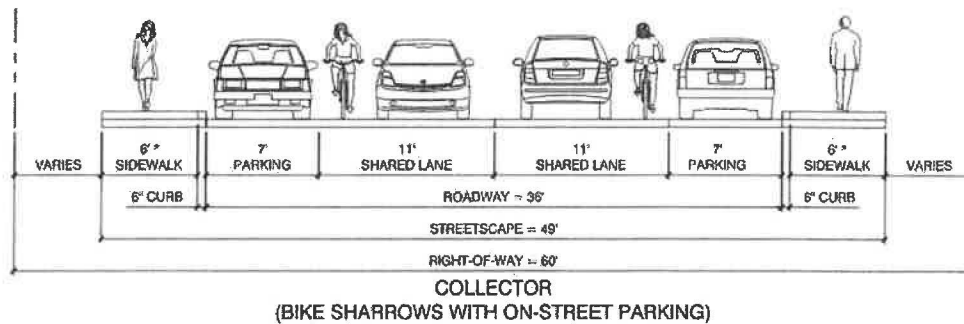 VARIES 6' * SIDEWALK 7' PARKING 11' SHARED LANE 11' SHARED LANE 7' PARKING 6' * SIDEWALK VARIES
6" CURB ROADWAY = 36' 6" CURB
STREETSCAPE = 49'
RIGHT-OF-WAY = 60'
COLLECTOR
(BIKE SHARROWS WITH ON-STREET PARKING)